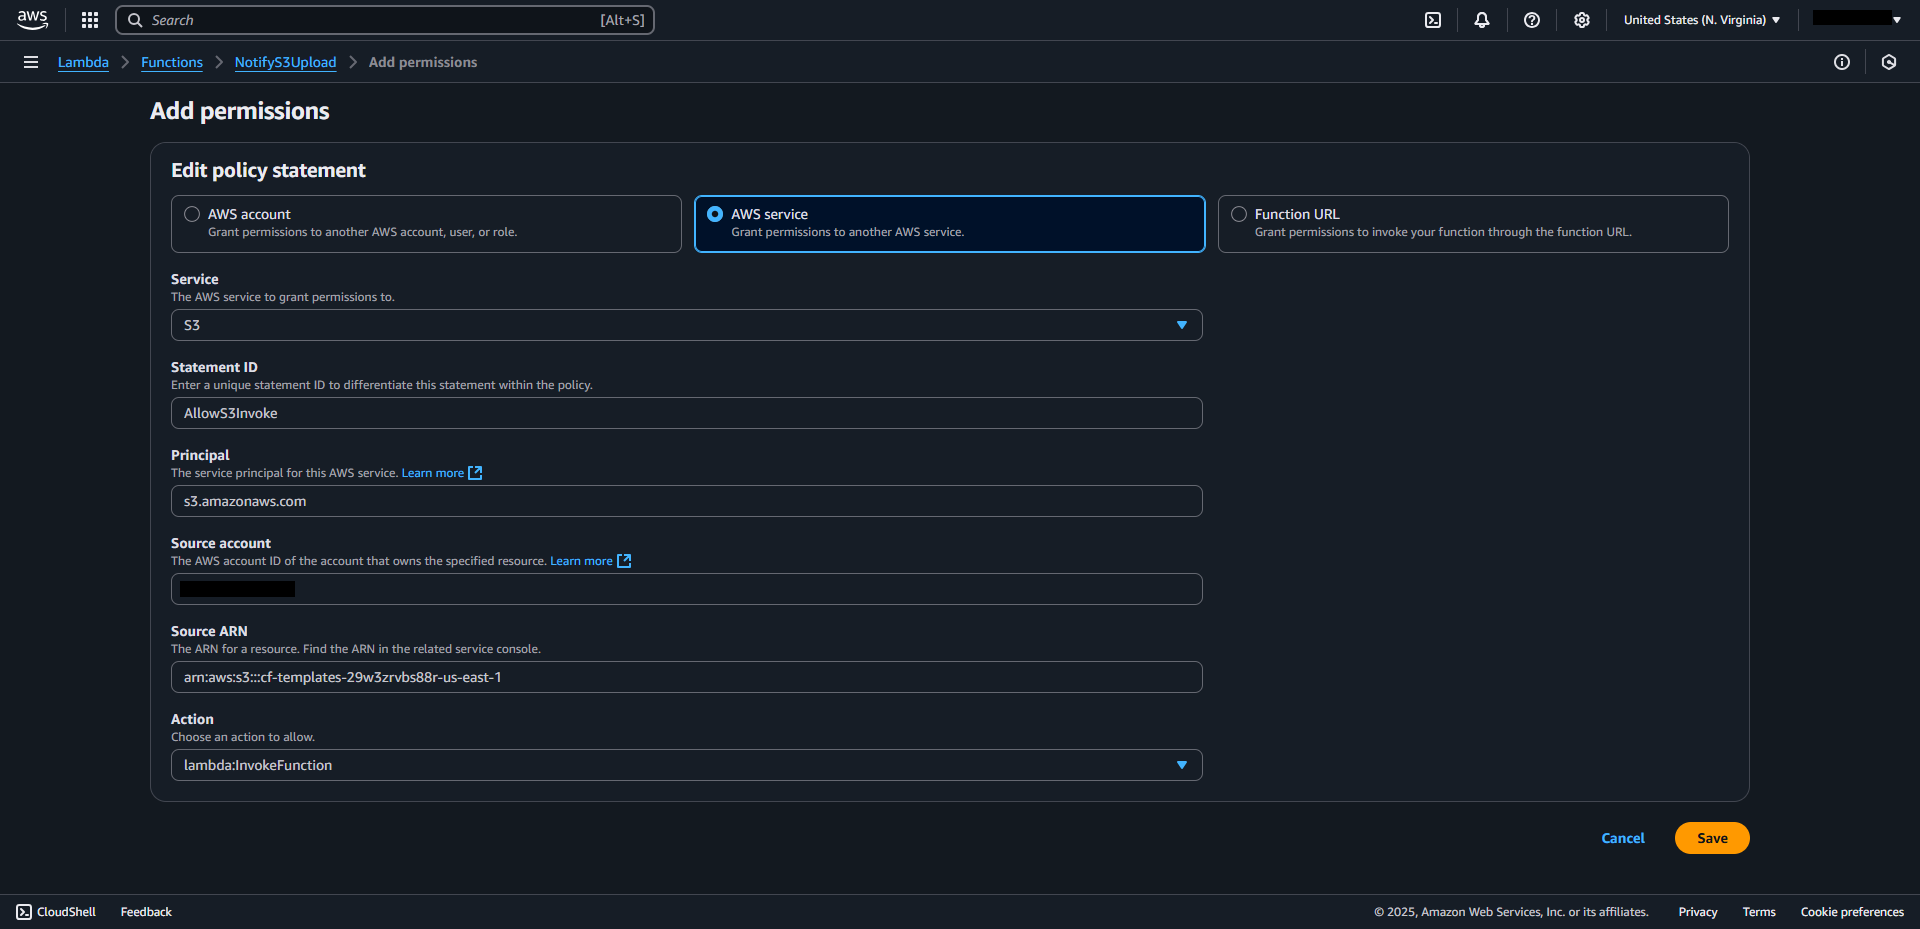 aws
Search [Alt+S]
United States (N. Virginia)
Lambda Functions NotifyS3Upload Add permissions
Add permissions
Edit policy statement
AWS account
Grant permissions to another AWS account, user, or role.
AWS service
Grant permissions to another AWS service.
Function URL
Grant permissions to invoke your function through the function URL.
Service
The AWS service to grant permissions to.
S3
Statement ID
Enter a unique statement ID to differentiate this statement within the policy.
AllowS3Invoke
Principal
The service principal for this AWS service. Learn more
s3.amazonaws.com
Source account
The AWS account ID of the account that owns the specified resource. Learn more
Source ARN
The ARN for a resource. Find the ARN in the related service console.
arn:aws:s3:::cf-templates-29w3zrvbs88r-us-east-1
Action
Choose an action to allow.
lambda:InvokeFunction
Cancel Save
CloudShell Feedback © 2025, Amazon Web Services, Inc. or its affiliates. Privacy Terms Cookie preferences